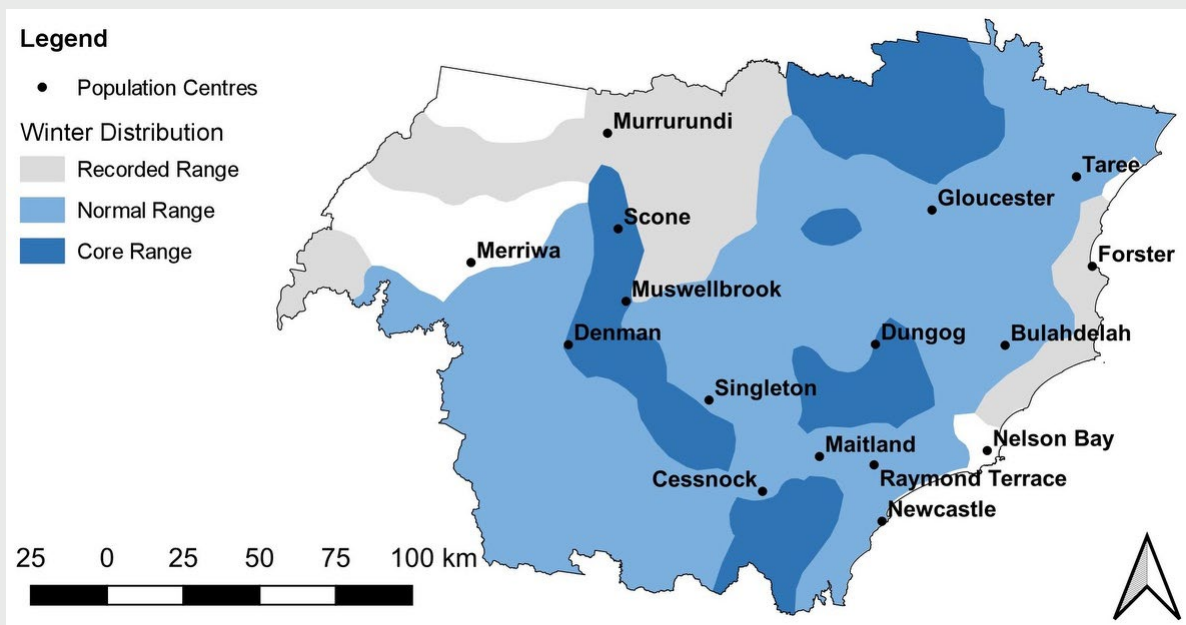 Legend
Population Centres
Winter Distribution
Recorded Range
Normal Range
Core Range
Murrurundi
Taree
Gloucester
Scone
Merriwa
Forster
Muswellbrook
Denman
Dungog
Bulahdelah
Singleton
Nelson Bay
Maitland
Cessnock
Raymond Terrace
Newcastle
25 0 25 50 75 100 km